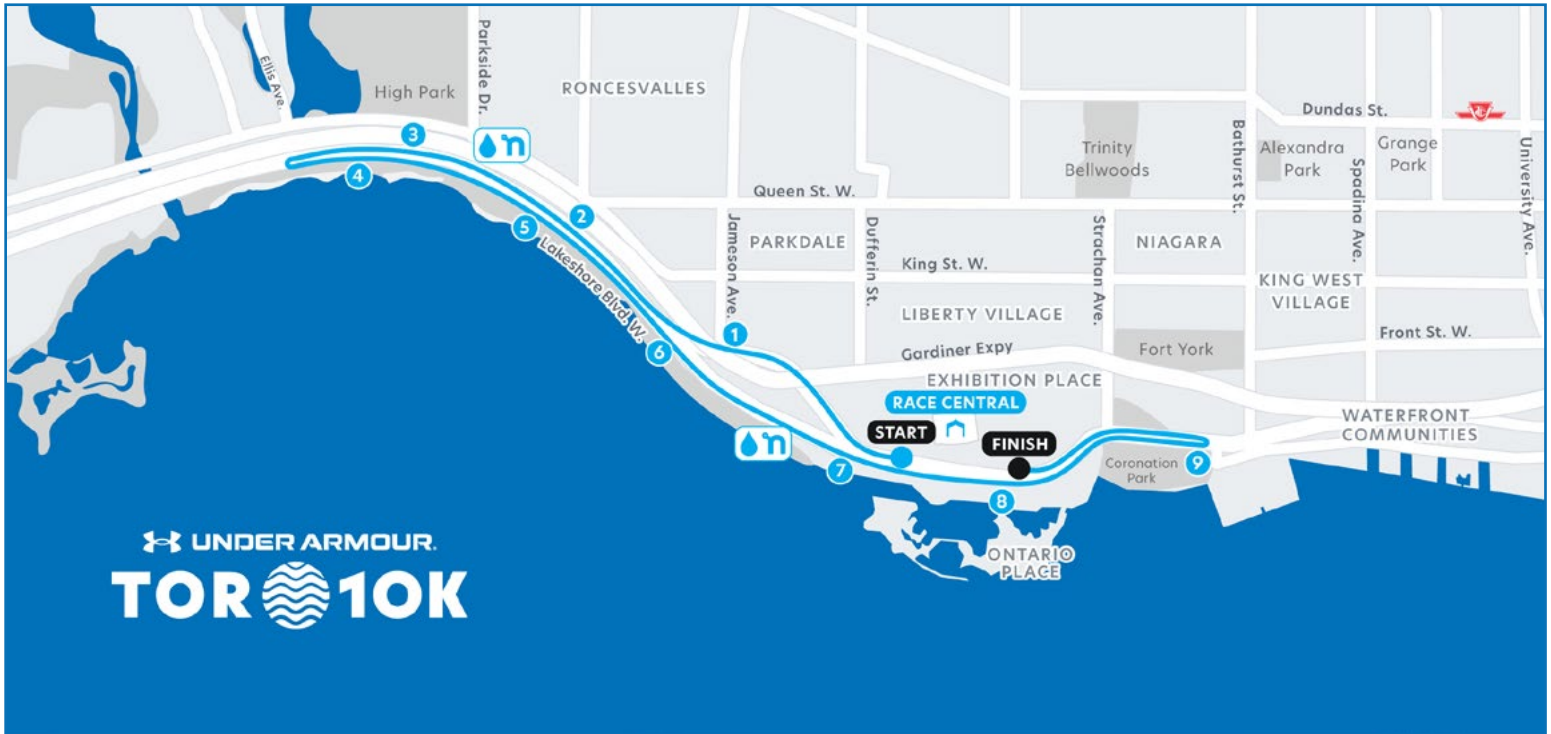 Ellis Ave.
High Park
Parkside Dr.
RONCESVALLES
Dundas St.
Trinity
Bellwoods
Bathurst St.
Alexandra
Park
Spadina Ave.
Grange
Park
University Ave.
3
n
4
Queen St. W.
2
5
Jameson Ave.
PARKDALE
Dufferin St.
Strachan Ave.
NIAGARA
Lakeshore Blvd. W.
King St. W.
KING WEST
VILLAGE
LIBERTY VILLAGE
1
6
Gardiner Expy
Fort York
Front St. W.
EXHIBITION PLACE
RACE CENTRAL
WATERFRONT
COMMUNITIES
START
FINISH
n
7
Coronation
Park
9
8
ONTARIO
PLACE
UNDER ARMOUR.
TOR 10K